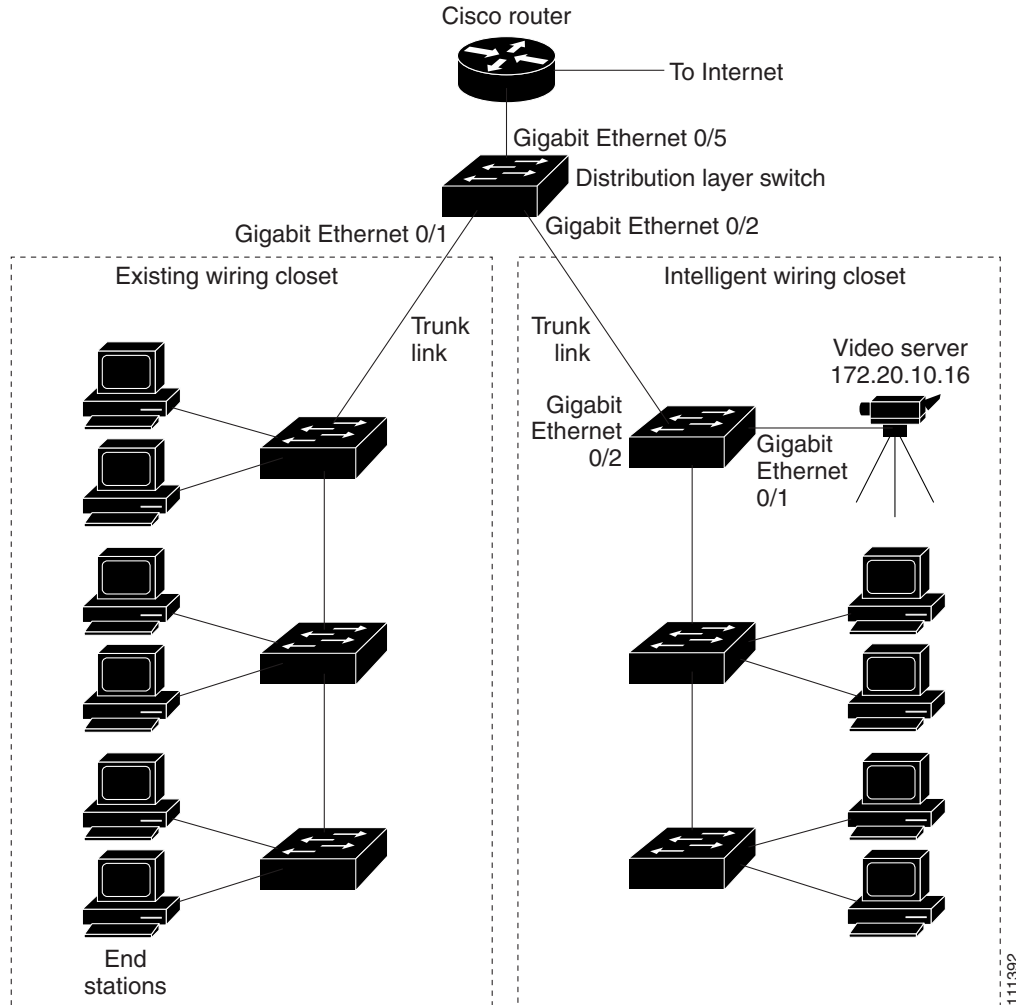 Cisco router
To Internet
Gigabit Ethernet 0/5
Distribution layer switch
Gigabit Ethernet 0/1
Gigabit Ethernet 0/2
Existing wiring closet
Intelligent wiring closet
Trunk
link
Trunk
link
Video server
172.20.10.16
Gigabit
Ethernet
0/2
Gigabit
Ethernet
0/1
End
stations
111392